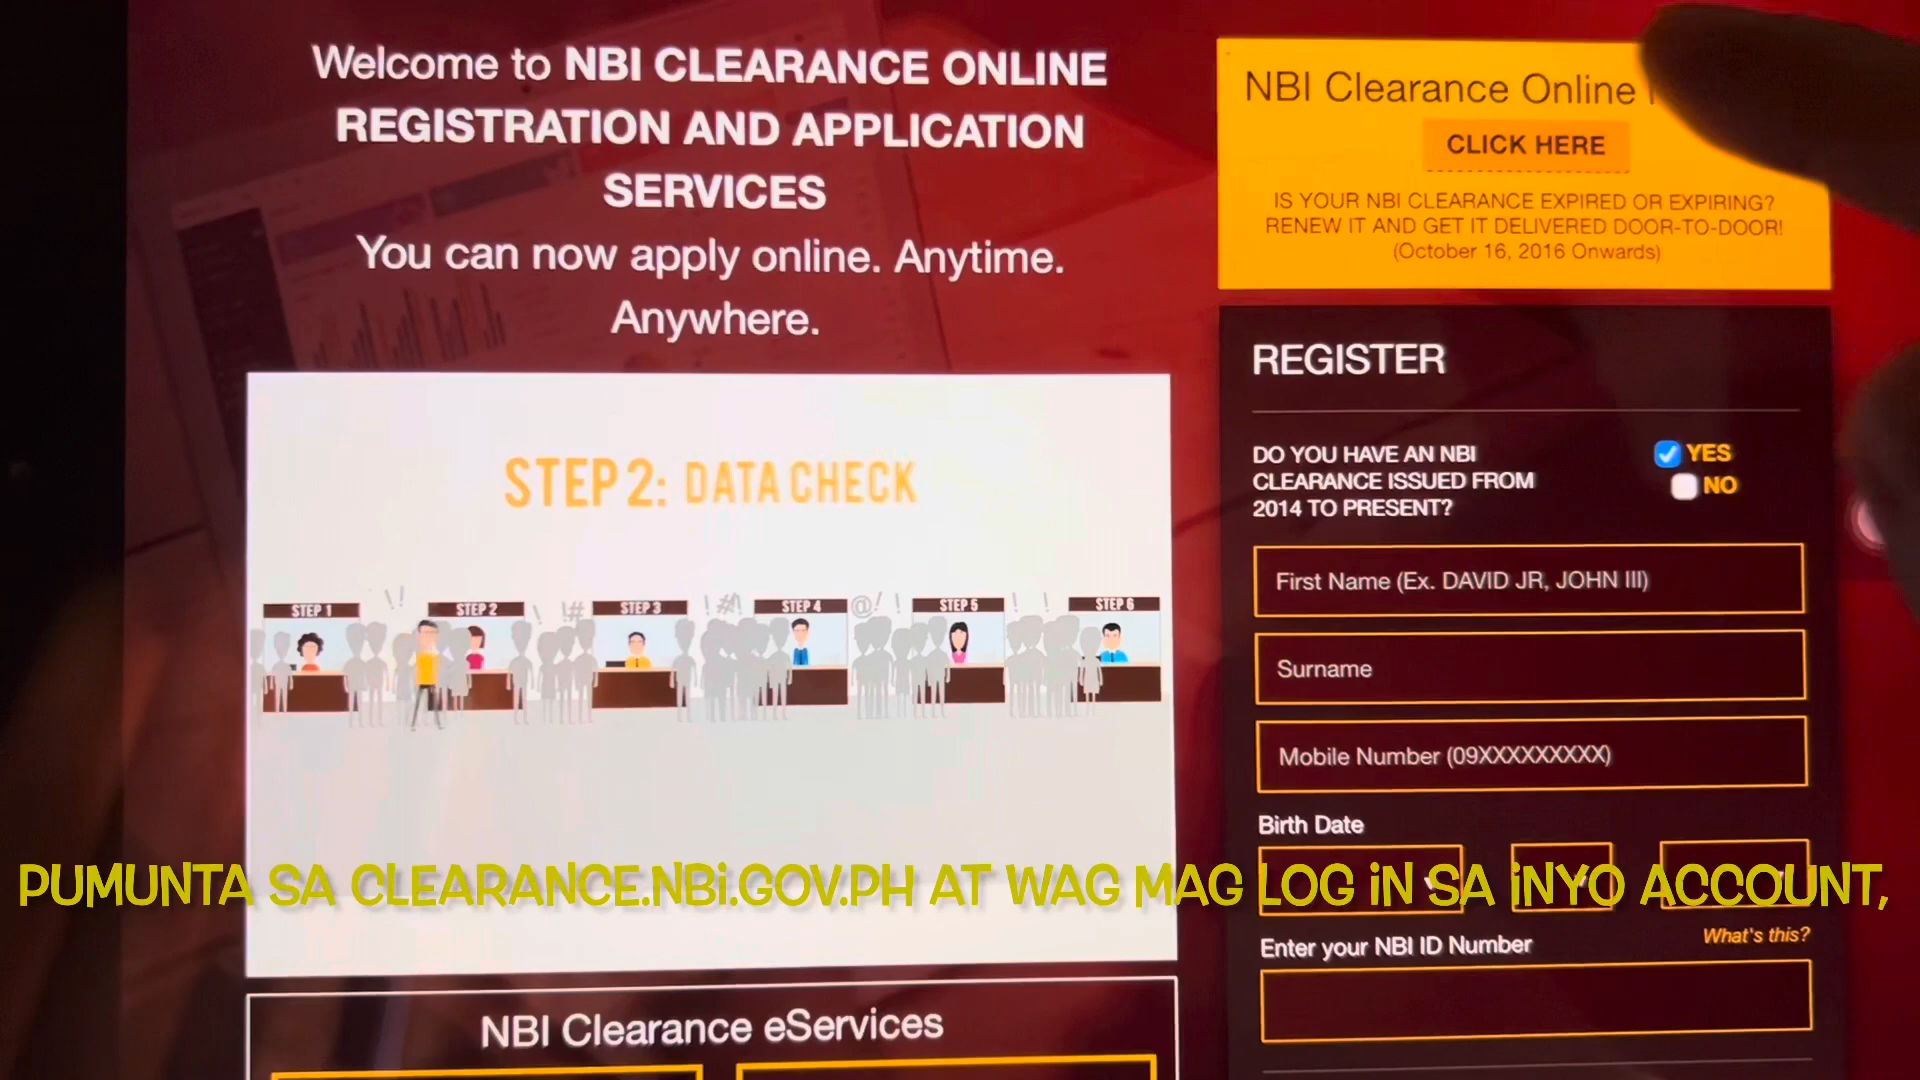 Welcome to NBI CLEARANCE ONLINE
REGISTRATION AND APPLICATION
SERVICES
You can now apply online. Anytime.
Anywhere.
STEP 2: DATA CHECK
STEP 1
STEP 2
STEP 3
STEP 4
STEP 5
STEP 6
NBI Clearance eServices
NBI Clearance Online
CLICK HERE
IS YOUR NBI CLEARANCE EXPIRED OR EXPIRING?
RENEW IT AND GET IT DELIVERED DOOR-TO-DOOR!
(October 16, 2016 Onwards)
REGISTER
DO YOU HAVE AN NBI
CLEARANCE ISSUED FROM
2014 TO PRESENT?
YES
NO
First Name (Ex. DAVID JR, JOHN III)
Surname
Mobile Number (09XXXXXXXXX)
Birth Date
Enter your NBI ID Number
What's this?
PUMUNTA SA CLEARANCE.NBI.GOV.PH AT WAG MAG LOG IN SA INYO ACCOUNT,